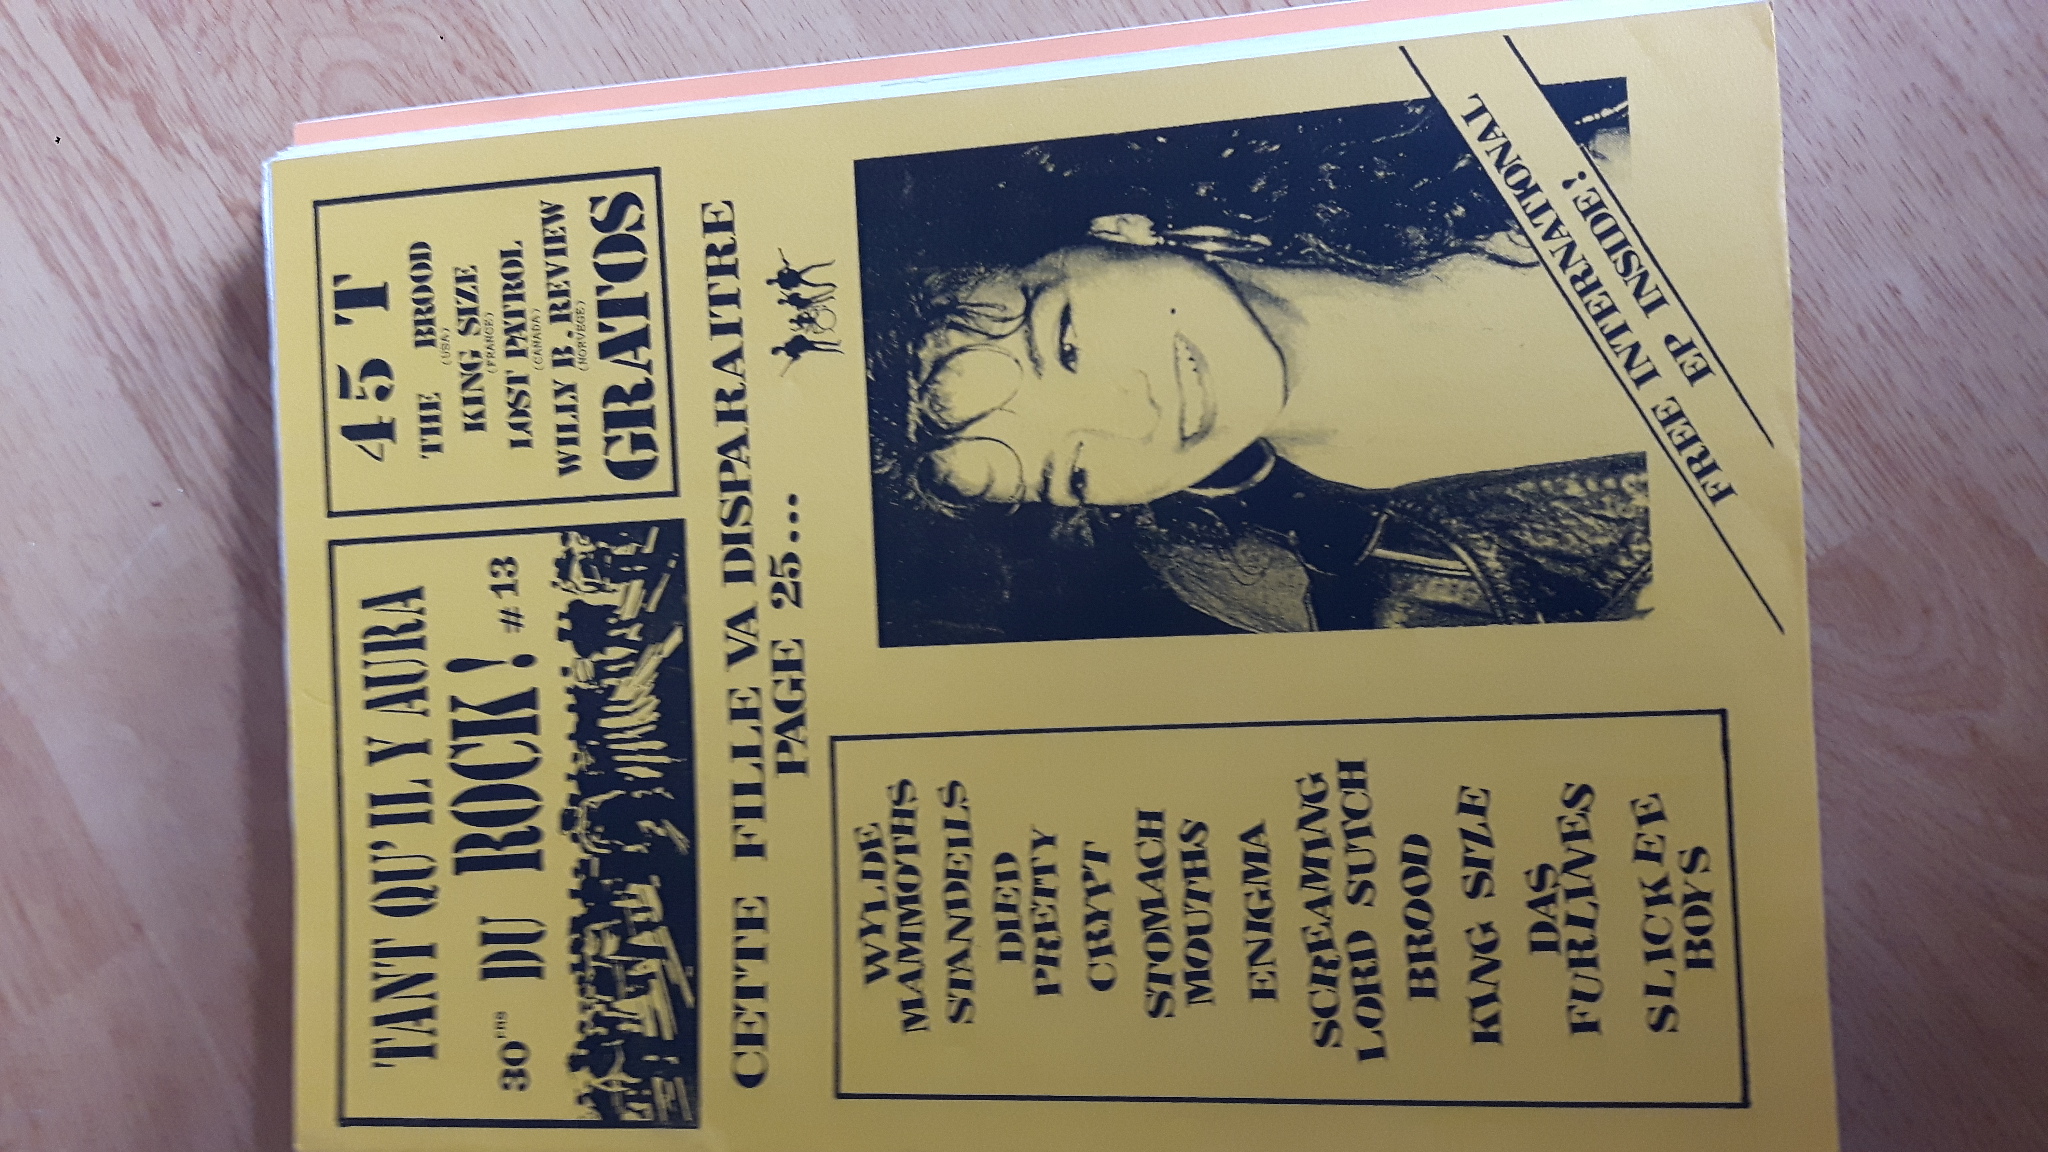 TANT QU'IL Y AURA
DU ROCK!
30 FRS
#13
45 T
THE BROOD
(USA)
KING SIZE
(FRANCE)
LOST PATROL
(CANADA)
WILLY B. REVIEW
(NORVEGE)
GRATOS
CETTE FILLE VA DISPARAITRE
PAGE 25...
WYLDE
MAMMOTHS
STANDELLS
DIED
PRETTY
CRYPT
STOMACH
MOUTHS
ENIGMA
SCREAMING
LORD SUTCH
BROOD
KING SIZE
DAS
FURLINES
SLICKEE
BOYS
FREE INTERNATIONAL
EP INSIDE!